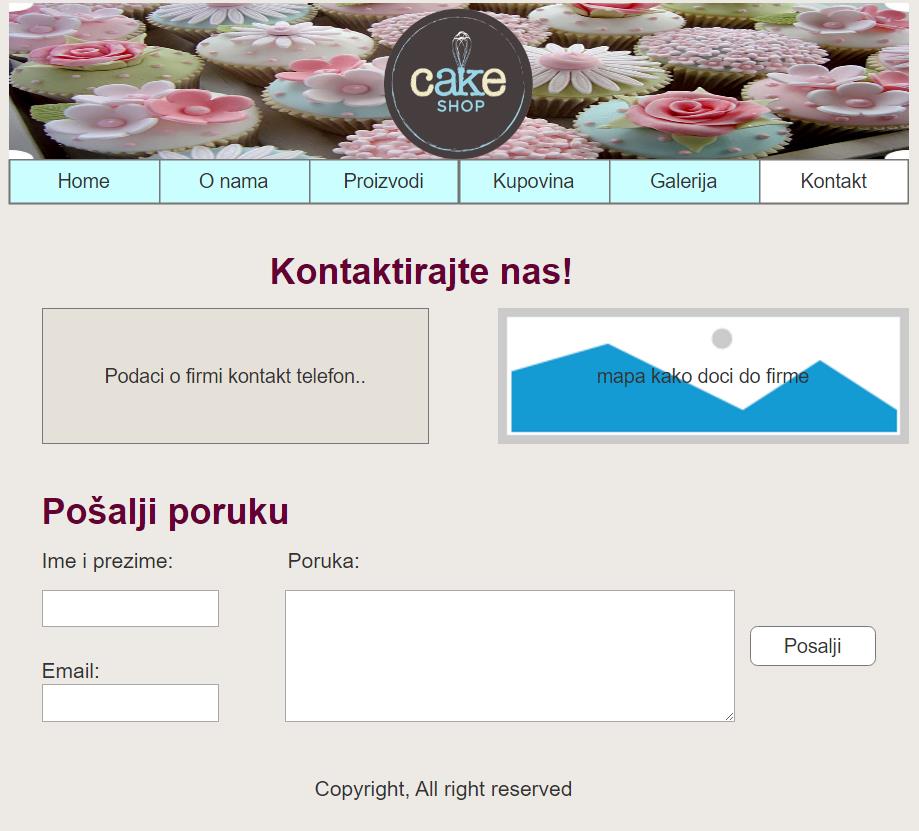 cake
SHOP
Home O nama Proizvodi Kupovina Galerija Kontakt
Kontaktirajte nas!
Podaci o firmi kontakt telefon..
mapa kako doci do firme
Pošalji poruku
Ime i prezime: Poruka:
Posalji
Email:
Copyright, All right reserved